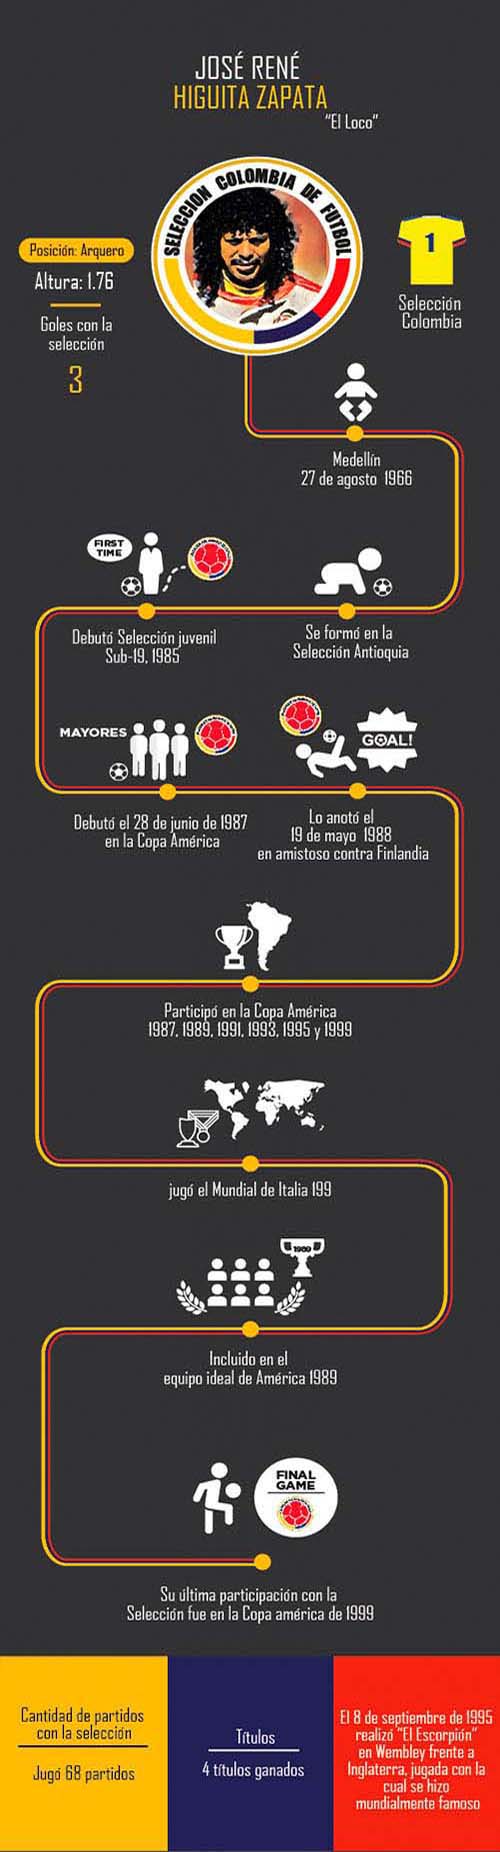 JOSÉ RENÉ
HIGUITA ZAPATA
"El Loco"
SELECCION COLOMBIA DE FUTBOL
Posición: Arquero
Altura: 1.76
Goles con la
selección
3
1
Selección
Colombia
Medellín
27 de agosto 1966
FIRST
TIME
Debutó Selección juvenil
Sub-19, 1985
Se formó en la
Selección Antioquia
MAYORES
GOAL!
Debutó el 28 de junio de 1987
en la Copa América
Lo anotó el
19 de mayo 1988
en amistoso contra Finlandia
Participó en la Copa América
1987, 1989, 1991, 1993, 1995 y 1999
jugó el Mundial de Italia 199
1989
Incluido en el
equipo ideal de América 1989
FINAL
GAME
Su última participación con la
Selección fue en la Copa américa de 1999
Cantidad de partidos
con la selección
Jugó 68 partidos
Títulos
4 títulos ganados
El 8 de septiembre de 1995
realizó "El Escorpión"
en Wembley frente a
Inglaterra, jugada con la
cual se hizo
mundialmente famoso